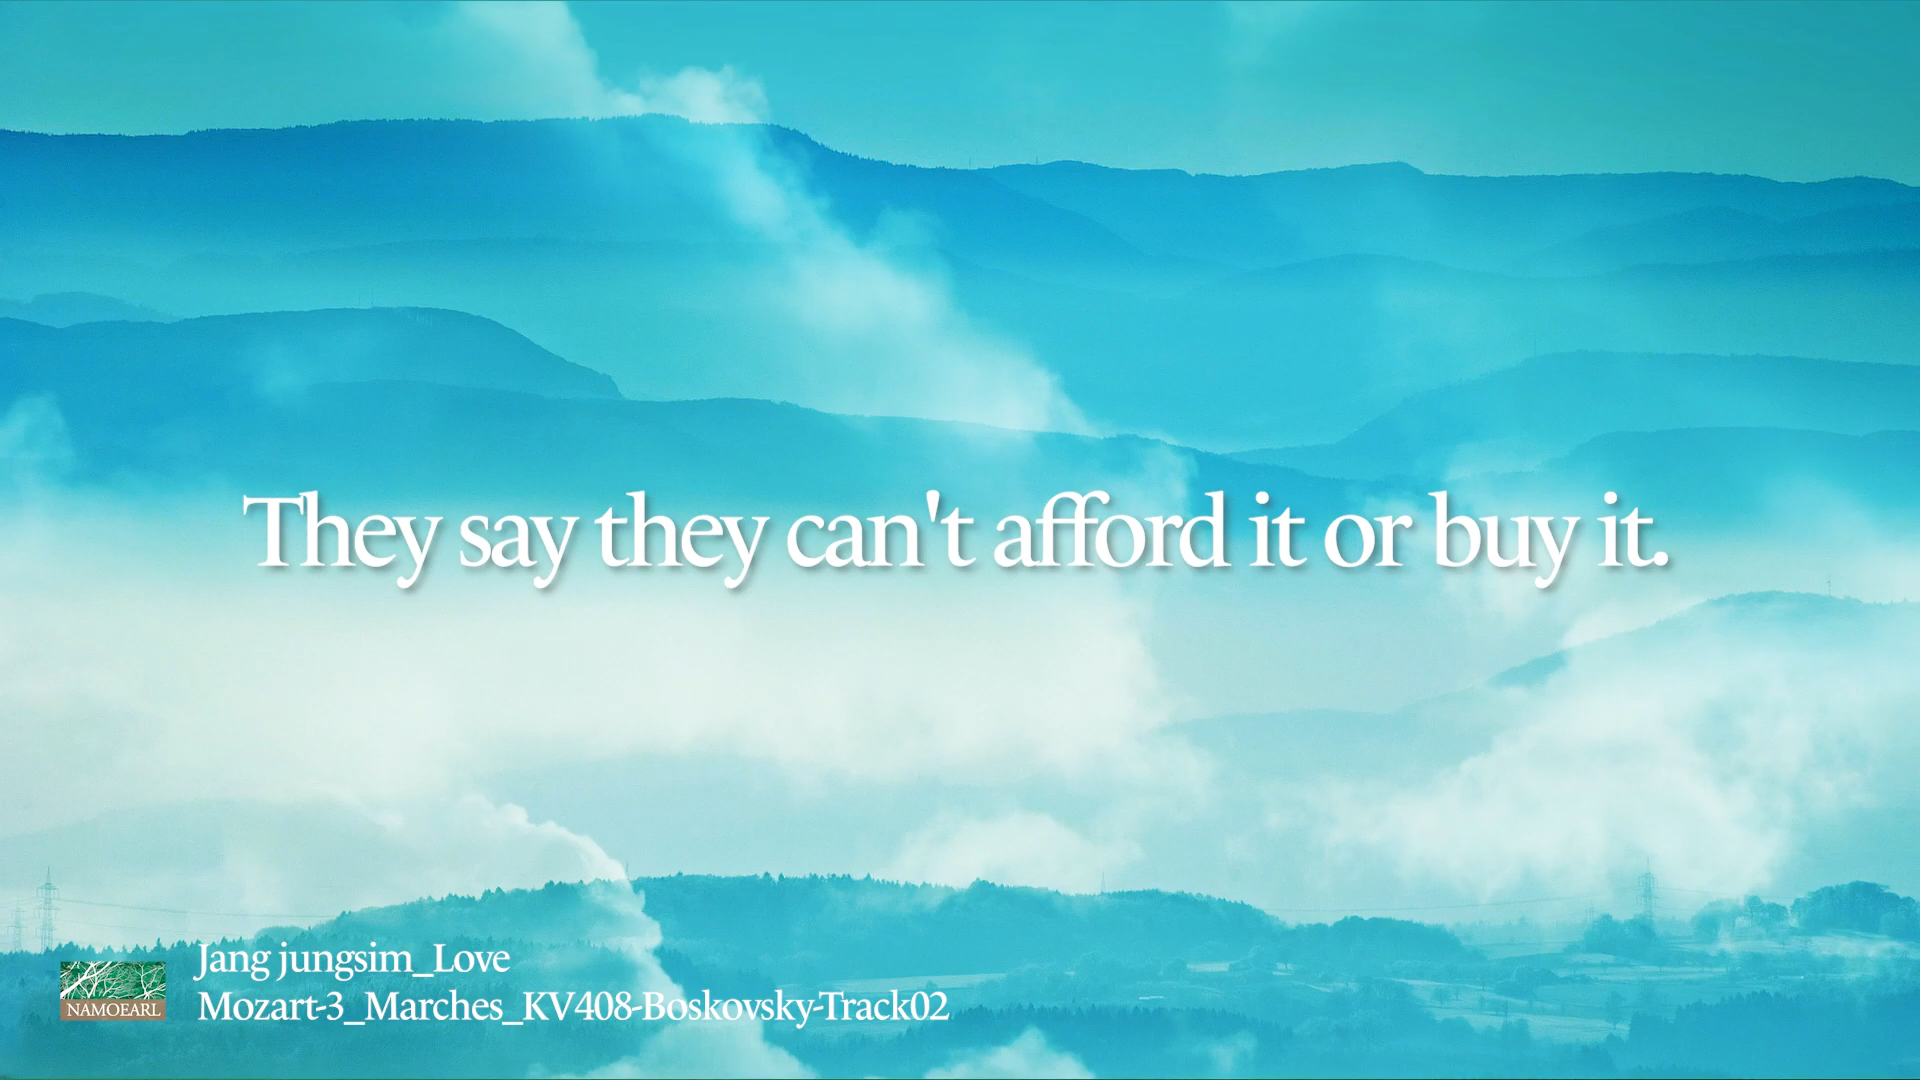 They say they can't afford it or buy it.
Jang jungsim_Love
Mozart-3_Marches_KV408-Boskovsky-Track02
NAMOEARL